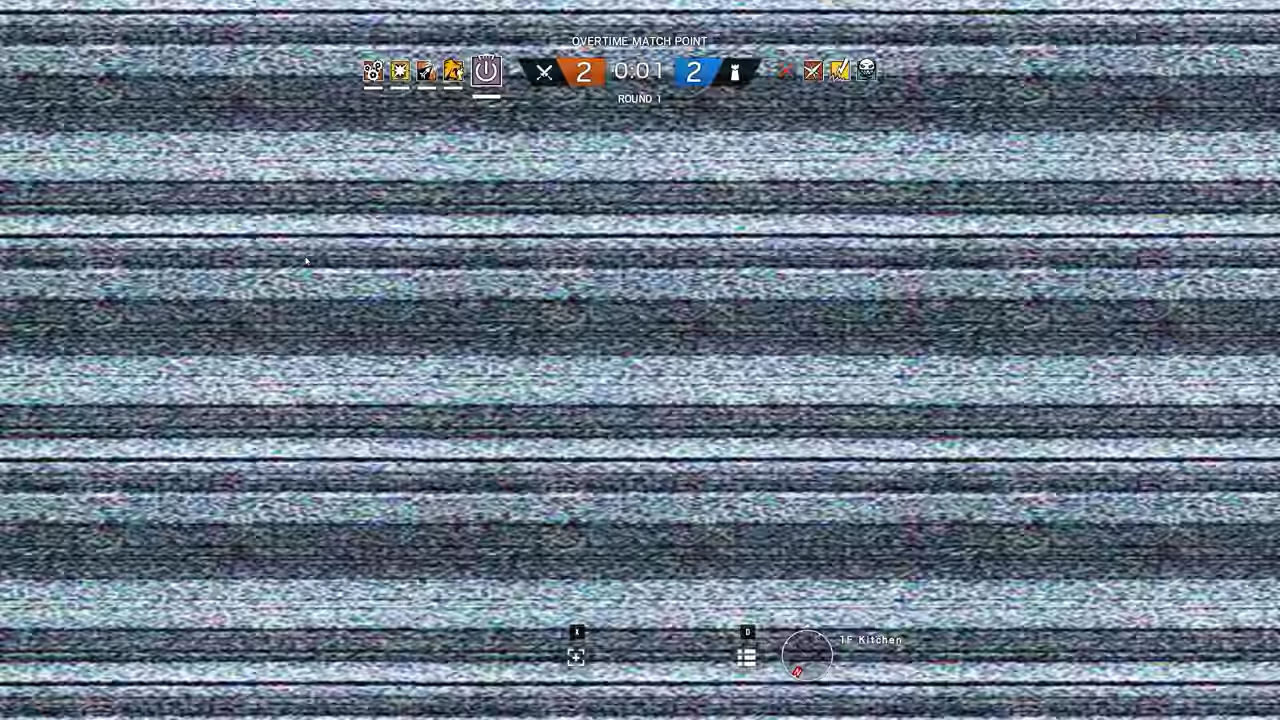 OVERTIME MATCH POINT
2 0:01 2
ROUND 1
X D
1F Kitchen
N